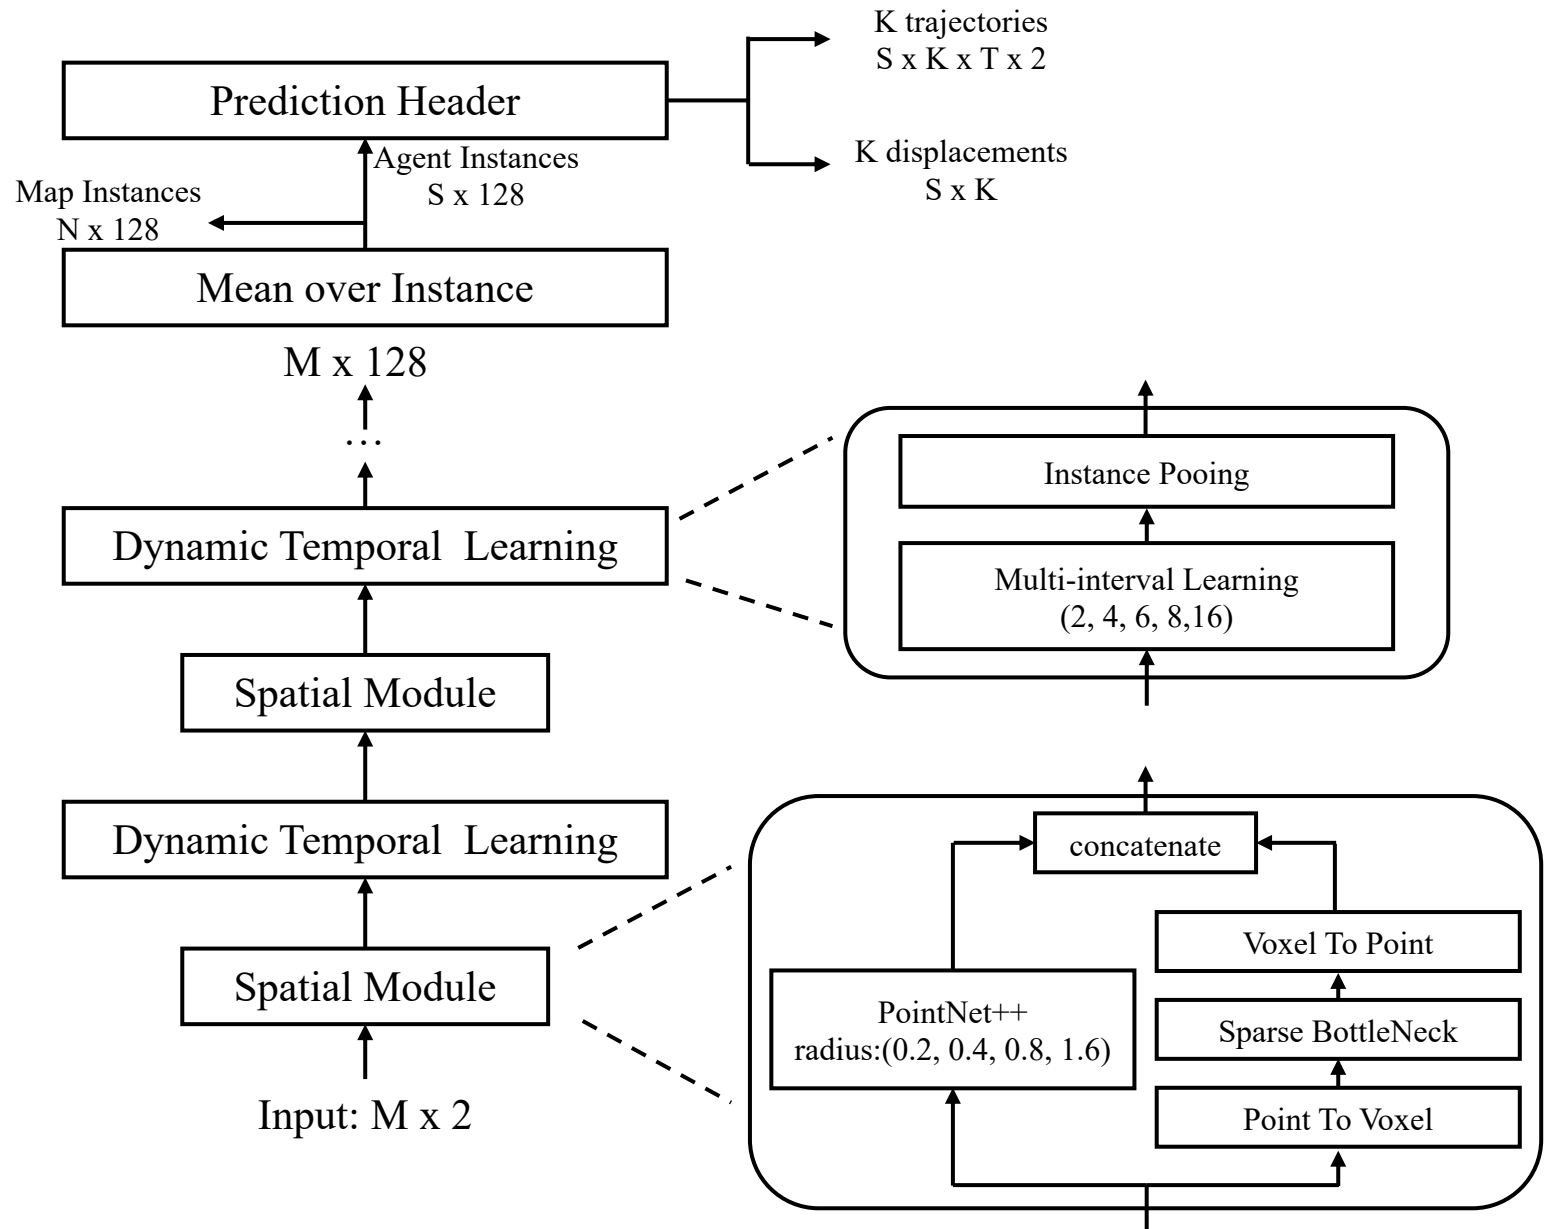 K trajectories
S x K x T x 2
Prediction Header
K displacements
S x K
Agent Instances
S x 128
Map Instances
N x 128
Mean over Instance
M x 128
...
Dynamic Temporal  Learning
Spatial Module
Dynamic Temporal  Learning
Spatial Module
Input: M x 2
Instance Pooing
Multi-interval Learning
(2, 4, 6, 8,16)
concatenate
Voxel To Point
PointNet++
radius:(0.2, 0.4, 0.8, 1.6)
Sparse BottleNeck
Point To Voxel